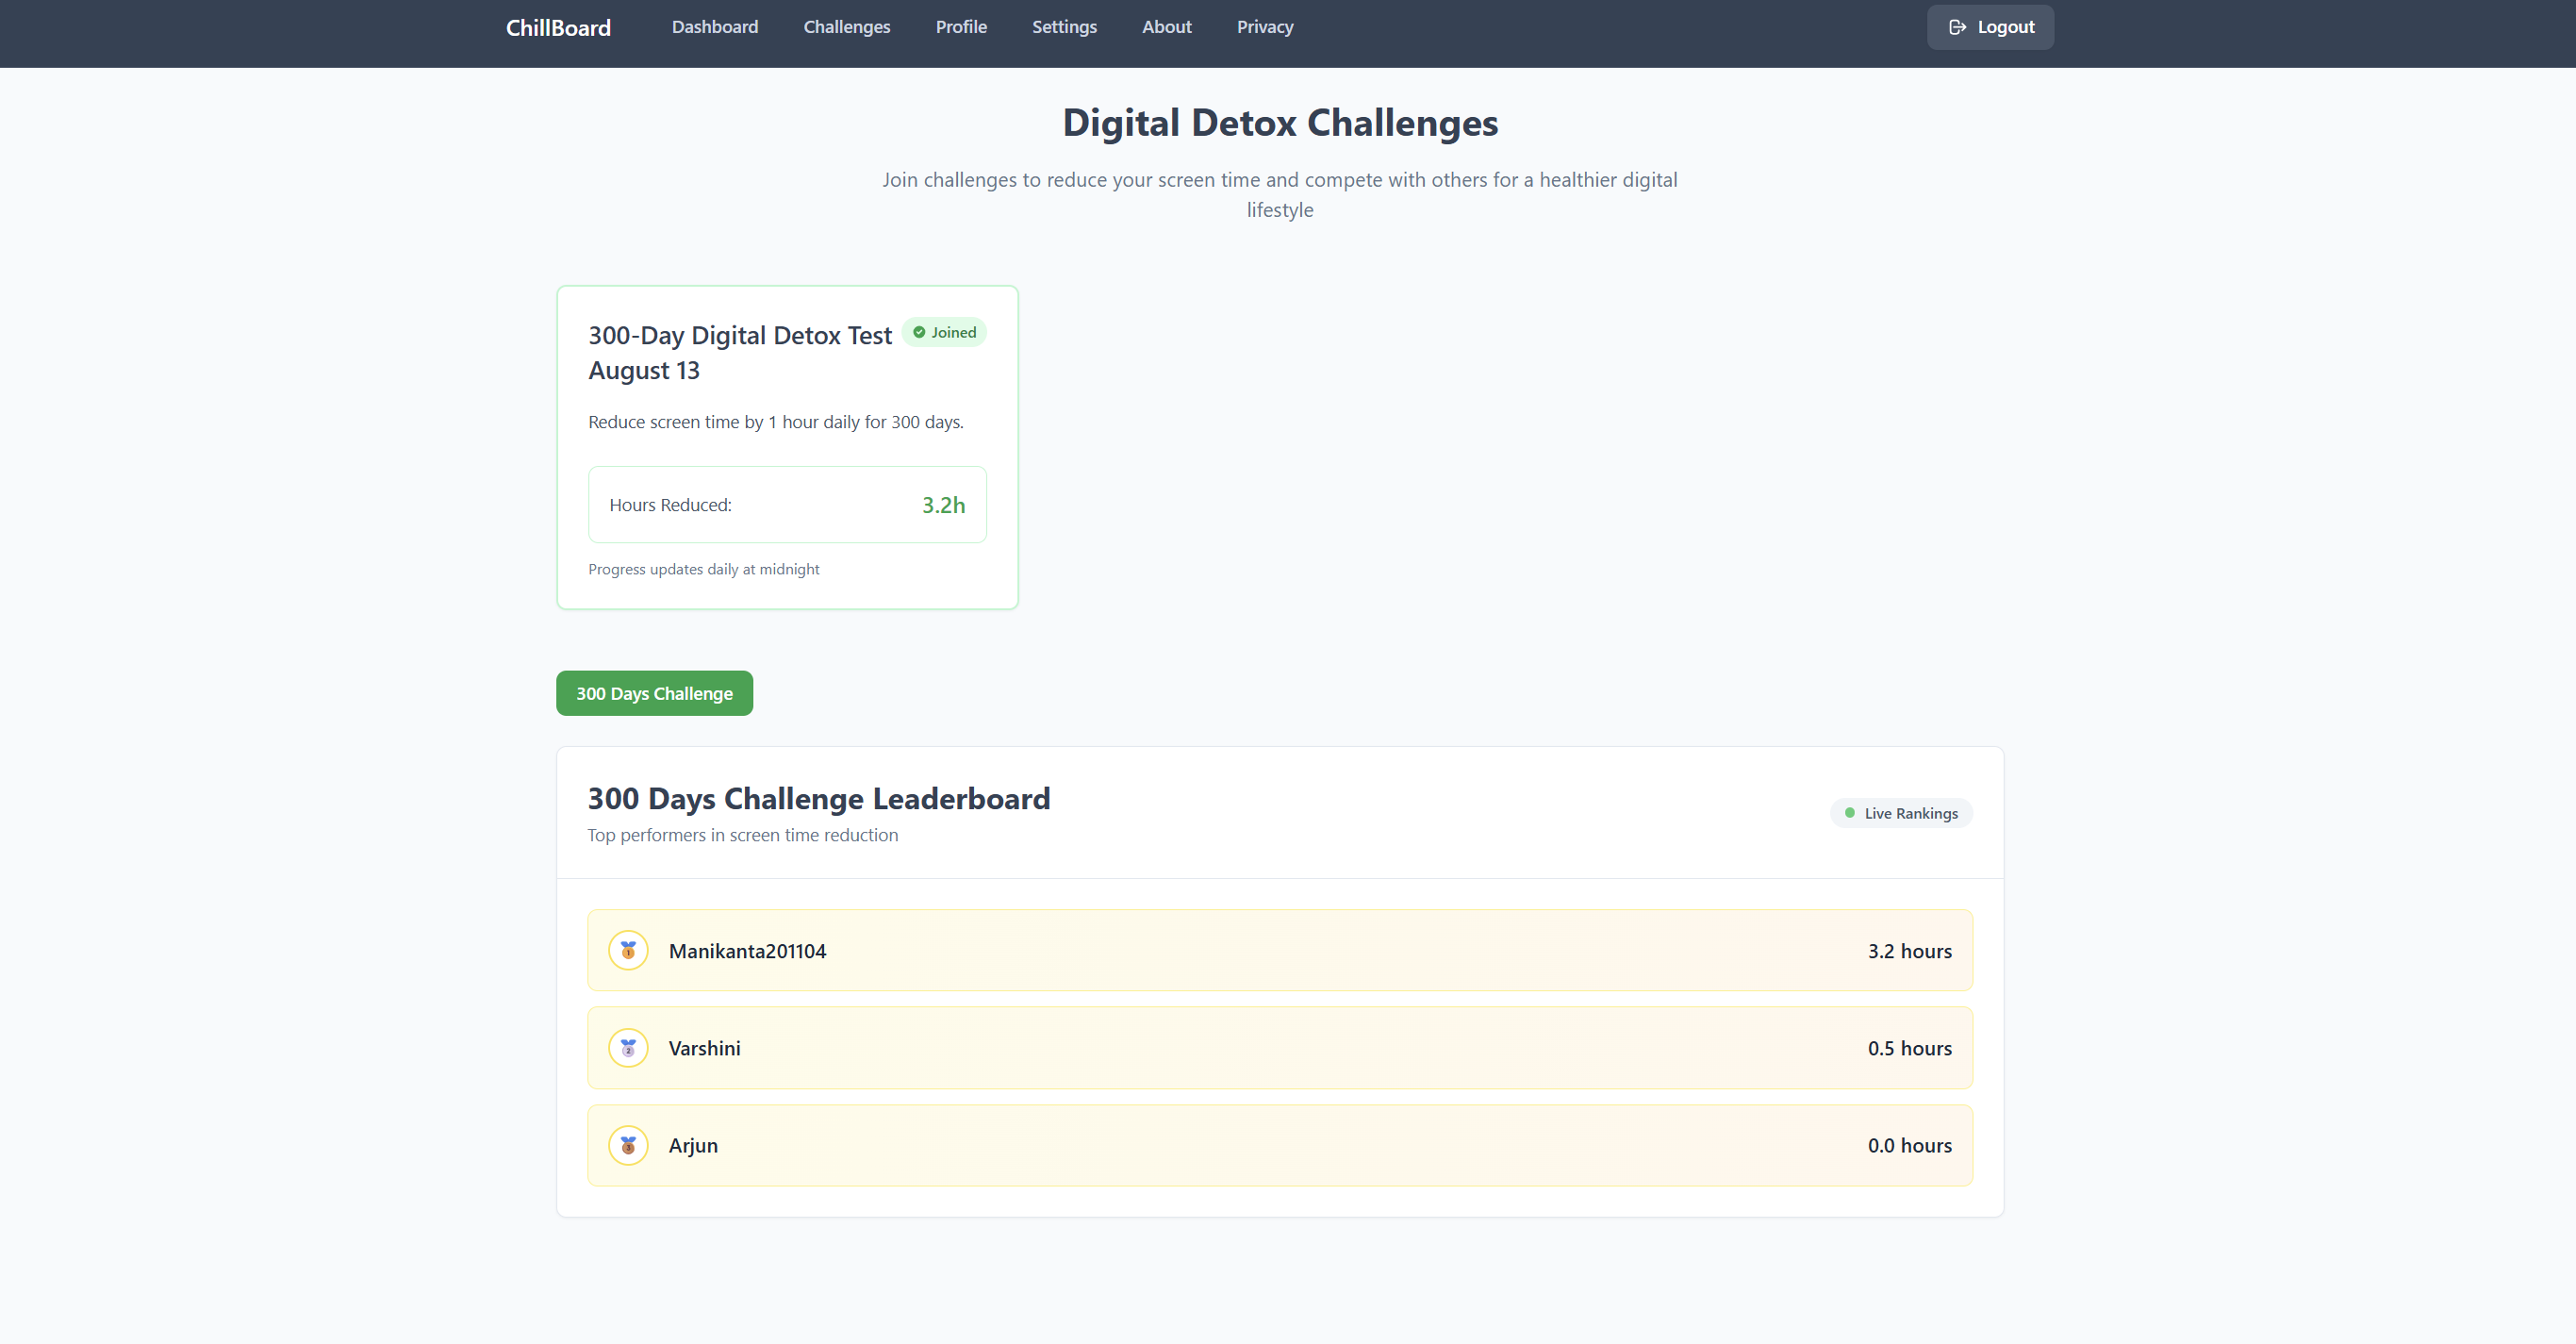 ChillBoard Dashboard Challenges Profile Settings About Privacy Logout
Digital Detox Challenges
Join challenges to reduce your screen time and compete with others for a healthier digital
lifestyle
300-Day Digital Detox Test Joined
August 13
Reduce screen time by 1 hour daily for 300 days.
Hours Reduced: 3.2h
Progress updates daily at midnight
300 Days Challenge
300 Days Challenge Leaderboard
Top performers in screen time reduction
Live Rankings
1 Manikanta201104 3.2 hours
2 Varshini 0.5 hours
3 Arjun 0.0 hours